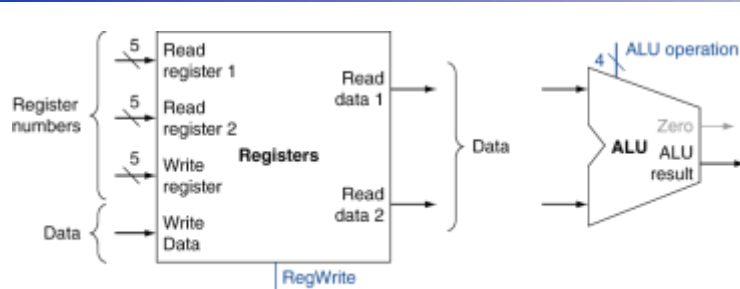 Register
numbers
Data
5
Read
register 1
5
Read
register 2
5
Write
register
Write
Data
Registers
Read
data 1
Read
data 2
RegWrite
Data
4
ALU operation
ALU
Zero
ALU
result